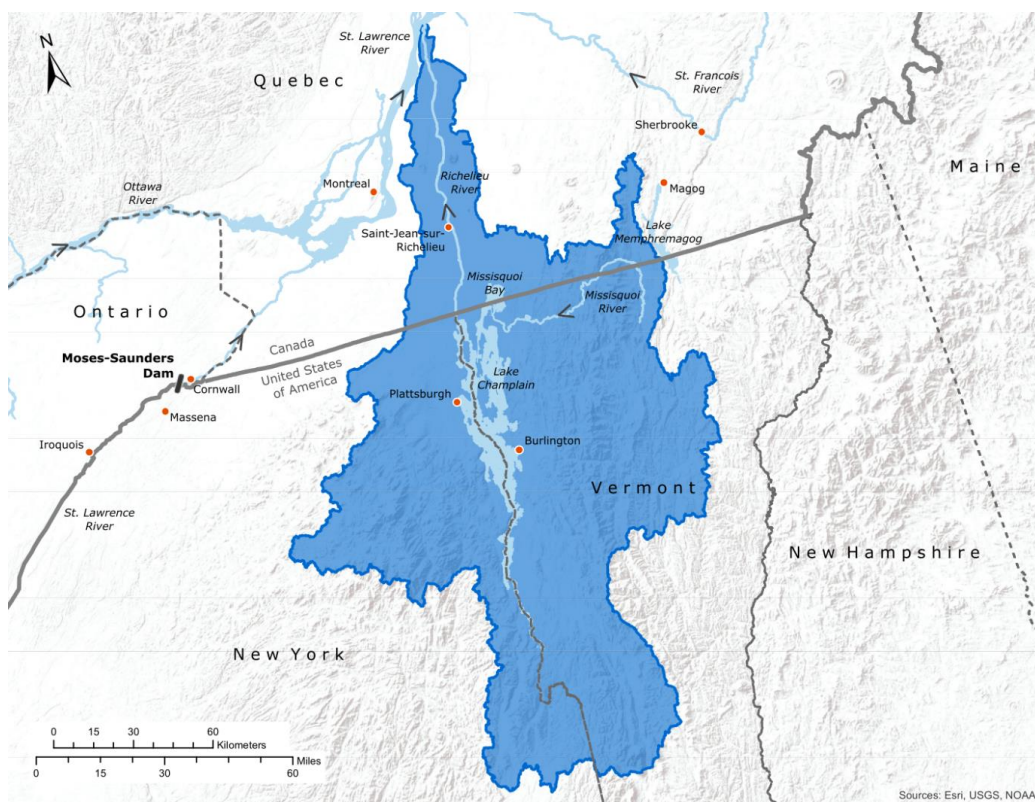 N
St. Lawrence
River
Quebec
St. Francois
River
Sherbrooke
Maine
Ottawa
River
Montreal
Richelieu
River
Magog
Saint-Jean-sur-
Richelieu
Lake
Memphremagog
Missisquoi
Bay
Missisquoi
River
Ontario
Canada
United States
of America
Moses-Saunders
Dam
Cornwall
Massena
Lake
Champlain
Plattsburgh
Iroquois
Burlington
Vermont
St. Lawrence
River
New Hampshire
New York
0 15 30 60
Kilometers
Miles
0 15 30 60
Sources: Esri, USGS, NOAA